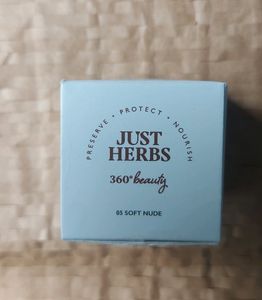 PRESERVE • PROTECT • NOURISH
JUST
HERBS
360° beauty
05 SOFT NUDE